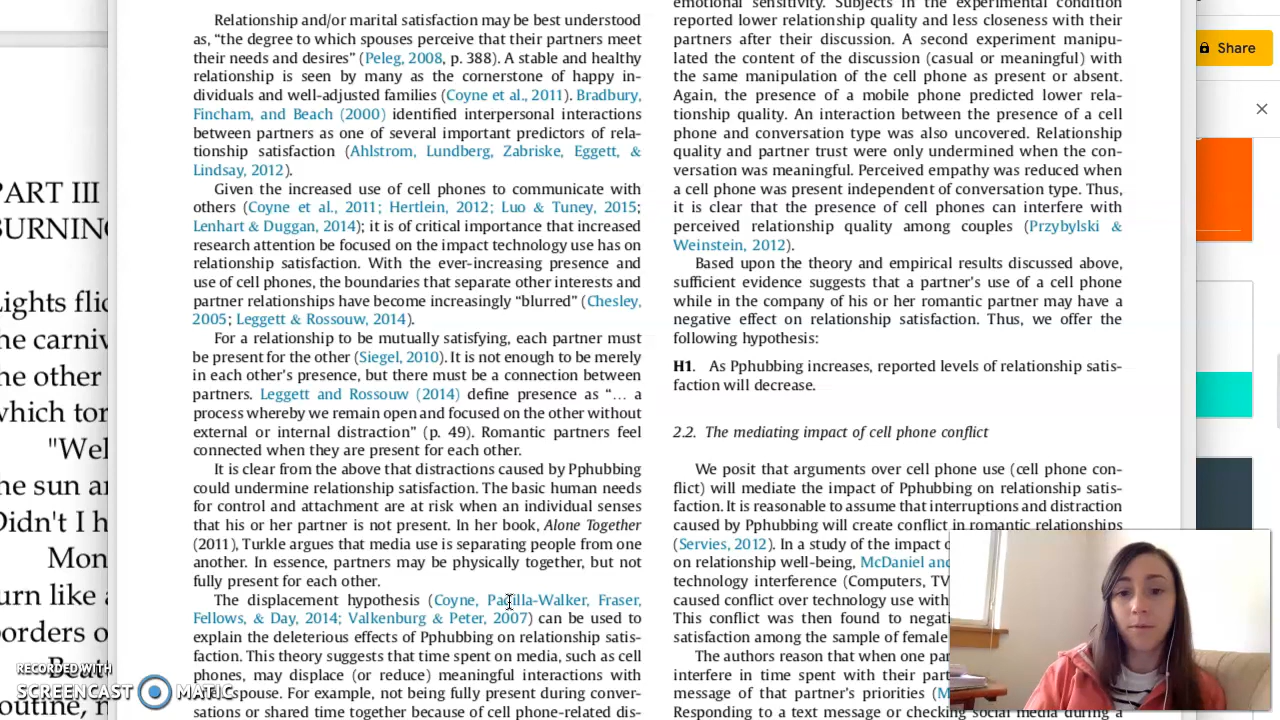 PART III
BURNING
Lights flic
he carniv
he other
which tor
"Wel
he sun ar
Didn't I h
Mon
urn like a
orders o
Beat
outine, n
RECORDED WITH
SCREENCAST MATIC
Relationship and/or marital satisfaction may be best understood
as, “the degree to which spouses perceive that their partners meet
their needs and desires” (Peleg, 2008, p. 388). A stable and healthy
relationship is seen by many as the cornerstone of happy in-
dividuals and well-adjusted families (Coyne et al., 2011). Bradbury,
Fincham, and Beach (2000) identified interpersonal interactions
between partners as one of several important predictors of rela-
tionship satisfaction (Ahlstrom, Lundberg, Zabriske, Eggett, &
Lindsay, 2012).
Given the increased use of cell phones to communicate with
others (Coyne et al., 2011; Hertlein, 2012; Luo & Tuney, 2015;
Lenhart & Duggan, 2014); it is of critical importance that increased
research attention be focused on the impact technology use has on
relationship satisfaction. With the ever-increasing presence and
use of cell phones, the boundaries that separate other interests and
partner relationships have become increasingly “blurred” (Chesley,
2005; Leggett & Rossouw, 2014).
For a relationship to be mutually satisfying, each partner must
be present for the other (Siegel, 2010). It is not enough to be merely
in each other’s presence, but there must be a connection between
partners. Leggett and Rossouw (2014) define presence as “… a
process whereby we remain open and focused on the other without
external or internal distraction” (p. 49). Romantic partners feel
connected when they are present for each other.
It is clear from the above that distractions caused by Pphubbing
could undermine relationship satisfaction. The basic human needs
for control and attachment are at risk when an individual senses
that his or her partner is not present. In her book, Alone Together
(2011), Turkle argues that media use is separating people from one
another. In essence, partners may be physically together, but not
fully present for each other.
The displacement hypothesis (Coyne, Padilla-Walker, Fraser,
Fellows, & Day, 2014; Valkenburg & Peter, 2007) can be used to
explain the deleterious effects of Pphubbing on relationship satis-
faction. This theory suggests that time spent on media, such as cell
phones, may displace (or reduce) meaningful interactions with
spouse. For example, not being fully present during conver-
sations or shared time together because of cell phone-related dis-
emotional sensitivity. Subjects in the experimental condition
reported lower relationship quality and less closeness with their
partners after their discussion. A second experiment manipu-
lated the content of the discussion (casual or meaningful) with
the same manipulation of the cell phone as present or absent.
Again, the presence of a mobile phone predicted lower rela-
tionship quality. An interaction between the presence of a cell
phone and conversation type was also uncovered. Relationship
quality and partner trust were only undermined when the con-
versation was meaningful. Perceived empathy was reduced when
a cell phone was present independent of conversation type. Thus,
it is clear that the presence of cell phones can interfere with
perceived relationship quality among couples (Przybylski &
Weinstein, 2012).
Based upon the theory and empirical results discussed above,
sufficient evidence suggests that a partner’s use of a cell phone
while in the company of his or her romantic partner may have a
negative effect on relationship satisfaction. Thus, we offer the
following hypothesis:
H1. As Pphubbing increases, reported levels of relationship satis-
faction will decrease.
2.2. The mediating impact of cell phone conflict
We posit that arguments over cell phone use (cell phone con-
flict) will mediate the impact of Pphubbing on relationship satis-
faction. It is reasonable to assume that interruptions and distraction
caused by Pphubbing will create conflict in romantic relationships
(Servies, 2012). In a study of the impact o
on relationship well-being, McDaniel and
technology interference (Computers, TV
caused conflict over technology use with
This conflict was then found to negati
satisfaction among the sample of female
The authors reason that when one par
interfere in time spent with their part
message of that partner’s priorities (M
Responding to a text message or checking social media during a
Share